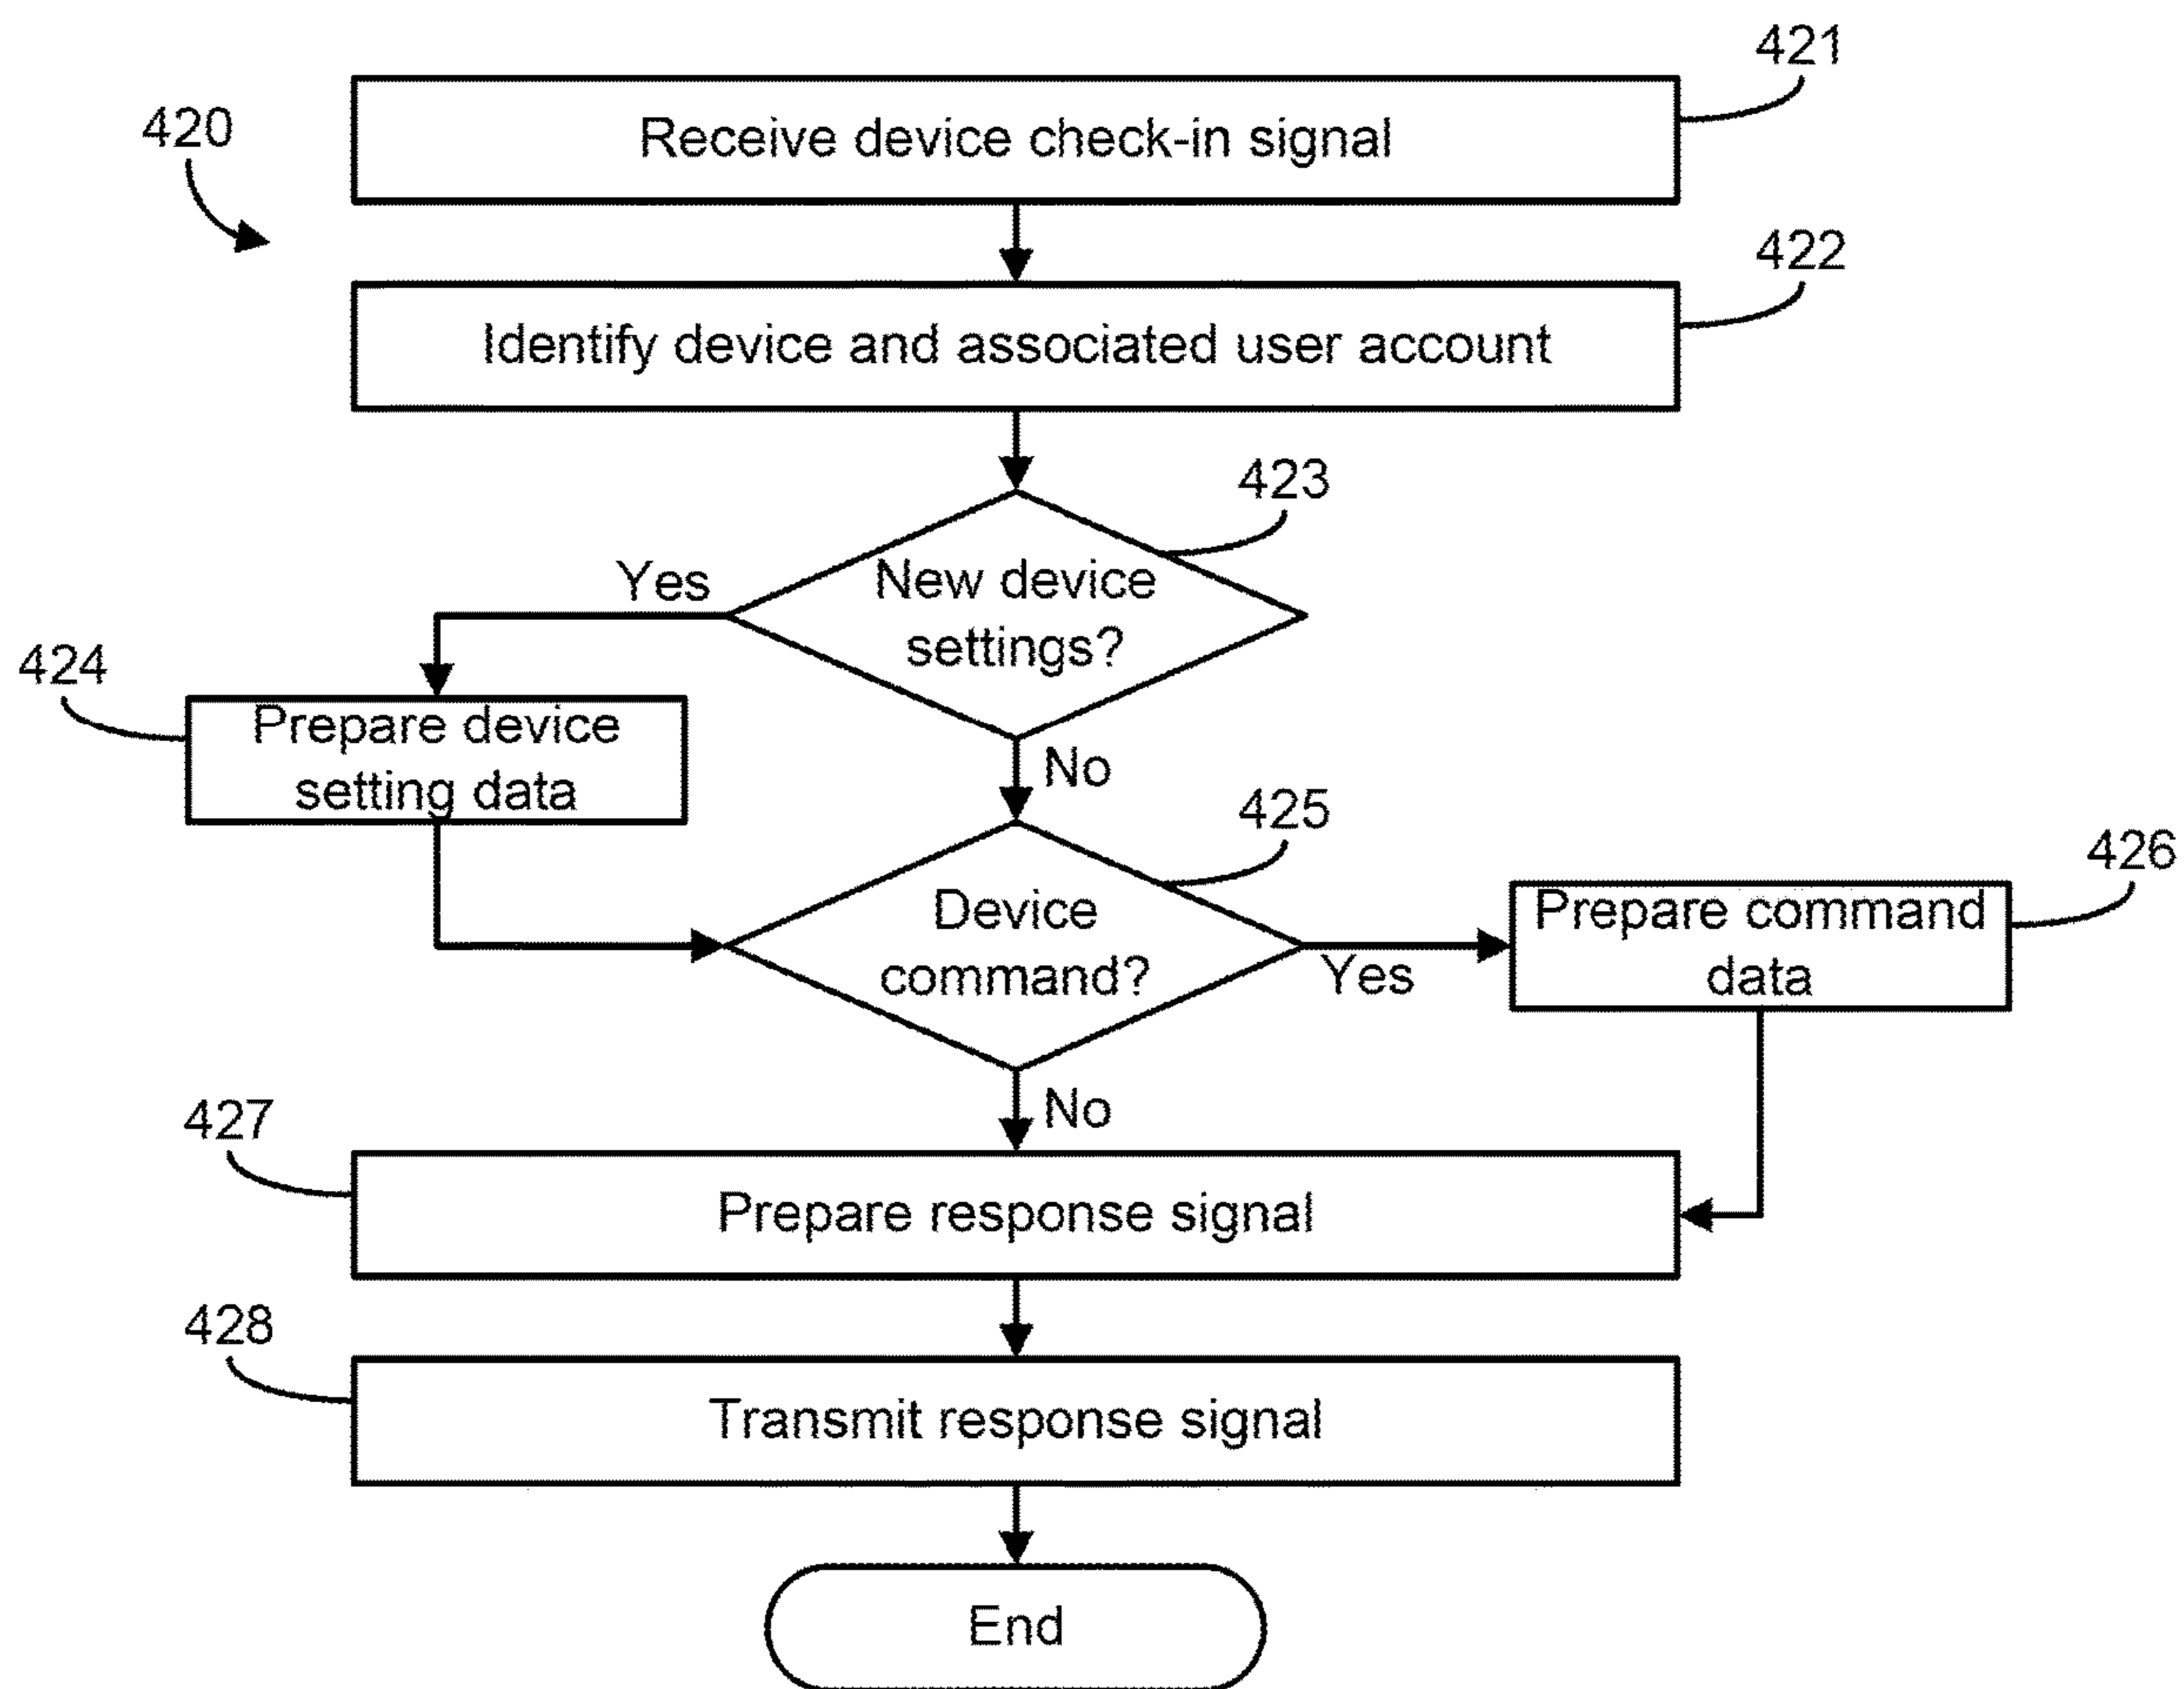 421
Receive device check-in signal
420
422
Identify device and associated user account
423
New device
settings?
Yes
424
Prepare device
setting data
No
425
Device
command?
Yes
426
Prepare command
data
No
427
Prepare response signal
428
Transmit response signal
End